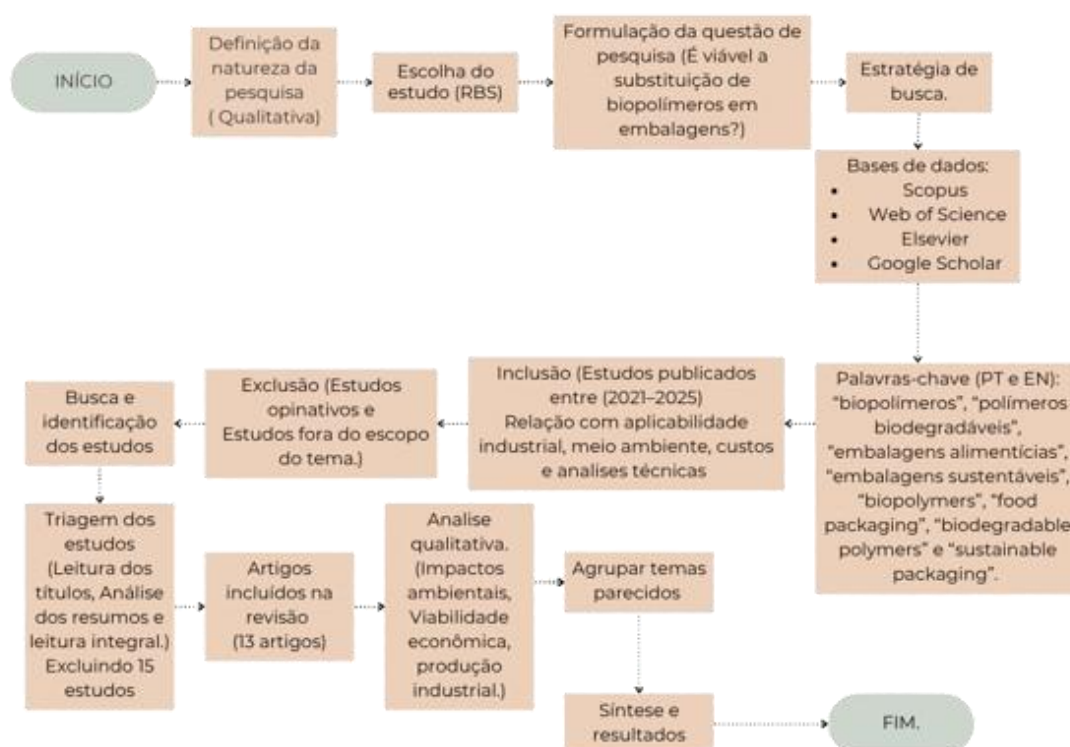 INÍCIO
Definição da
natureza da
pesquisa
( Qualitativa)
Escolha do
estudo (RBS)
Formulação da questão de
pesquisa (É viável a
substituição de
biopolímeros em
embalagens?)
Estratégia de
busca.
Bases de dados:
• Scopus
• Web of Science
• Elsevier
• Google Scholar
Palavras-chave (PT e EN):
“biopolímeros”, “polímeros
biodegradáveis”,
“embalagens alimentícias”,
“embalagens sustentáveis”,
“biopolymers”, “food
packaging”, “biodegradable
polymers” e “sustainable
packaging”.
Inclusão (Estudos publicados
entre (2021–2025)
Relação com aplicabilidade
industrial, meio ambiente, custos
e analises técnicas
Exclusão (Estudos
opinativos e
Estudos fora do escopo
do tema.)
Busca e
identificação
dos estudos
Triagem dos
estudos
(Leitura dos
títulos, Análise
dos resumos e
leitura integral.)
Excluindo 15
estudos
Artigos
incluídos na
revisão
(13 artigos)
Analise
qualitativa.
(Impactos
ambientais,
Viabilidade
econômica,
produção
industrial.)
Agrupar temas
parecidos
Síntese e
resultados
FIM.